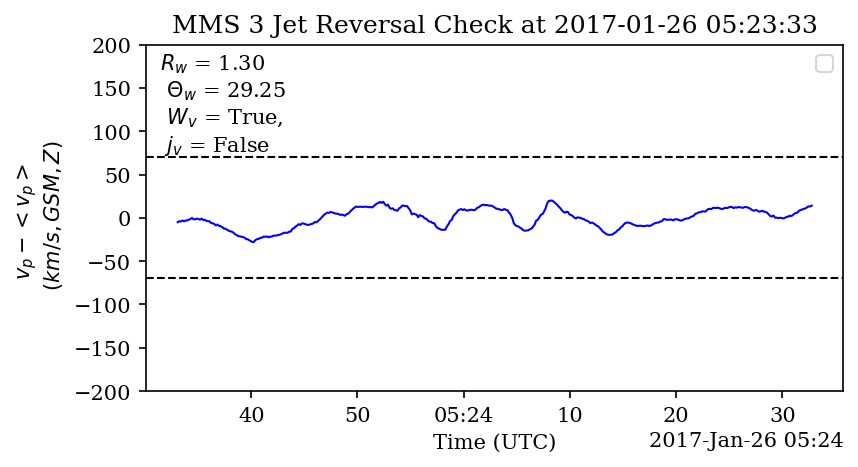 MMS 3 Jet Reversal Check at 2017-01-26 05:23:33
R_w = 1.30
Θ_w = 29.25
W_v = True,
j_v = False
v_p − < v_p >
(km/s, GSM, Z)
200
150
100
50
0
−50
−100
−150
−200
40 50 05:24 10 20 30
Time (UTC)
2017-Jan-26 05:24